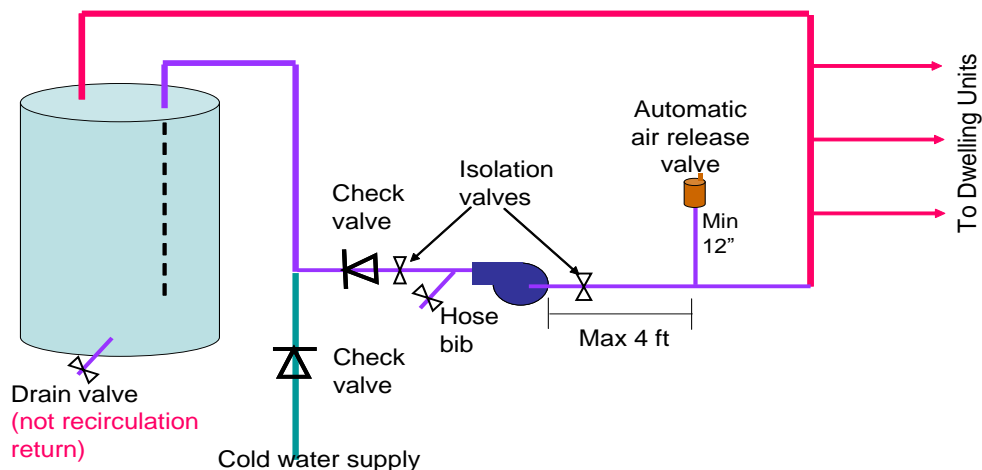 Automatic
air release
valve
Isolation
valves
Check
valve
Min
12”
To Dwelling Units
Hose
bib
Max 4 ft
Check
valve
Drain valve
(not recirculation
return)
Cold water supply